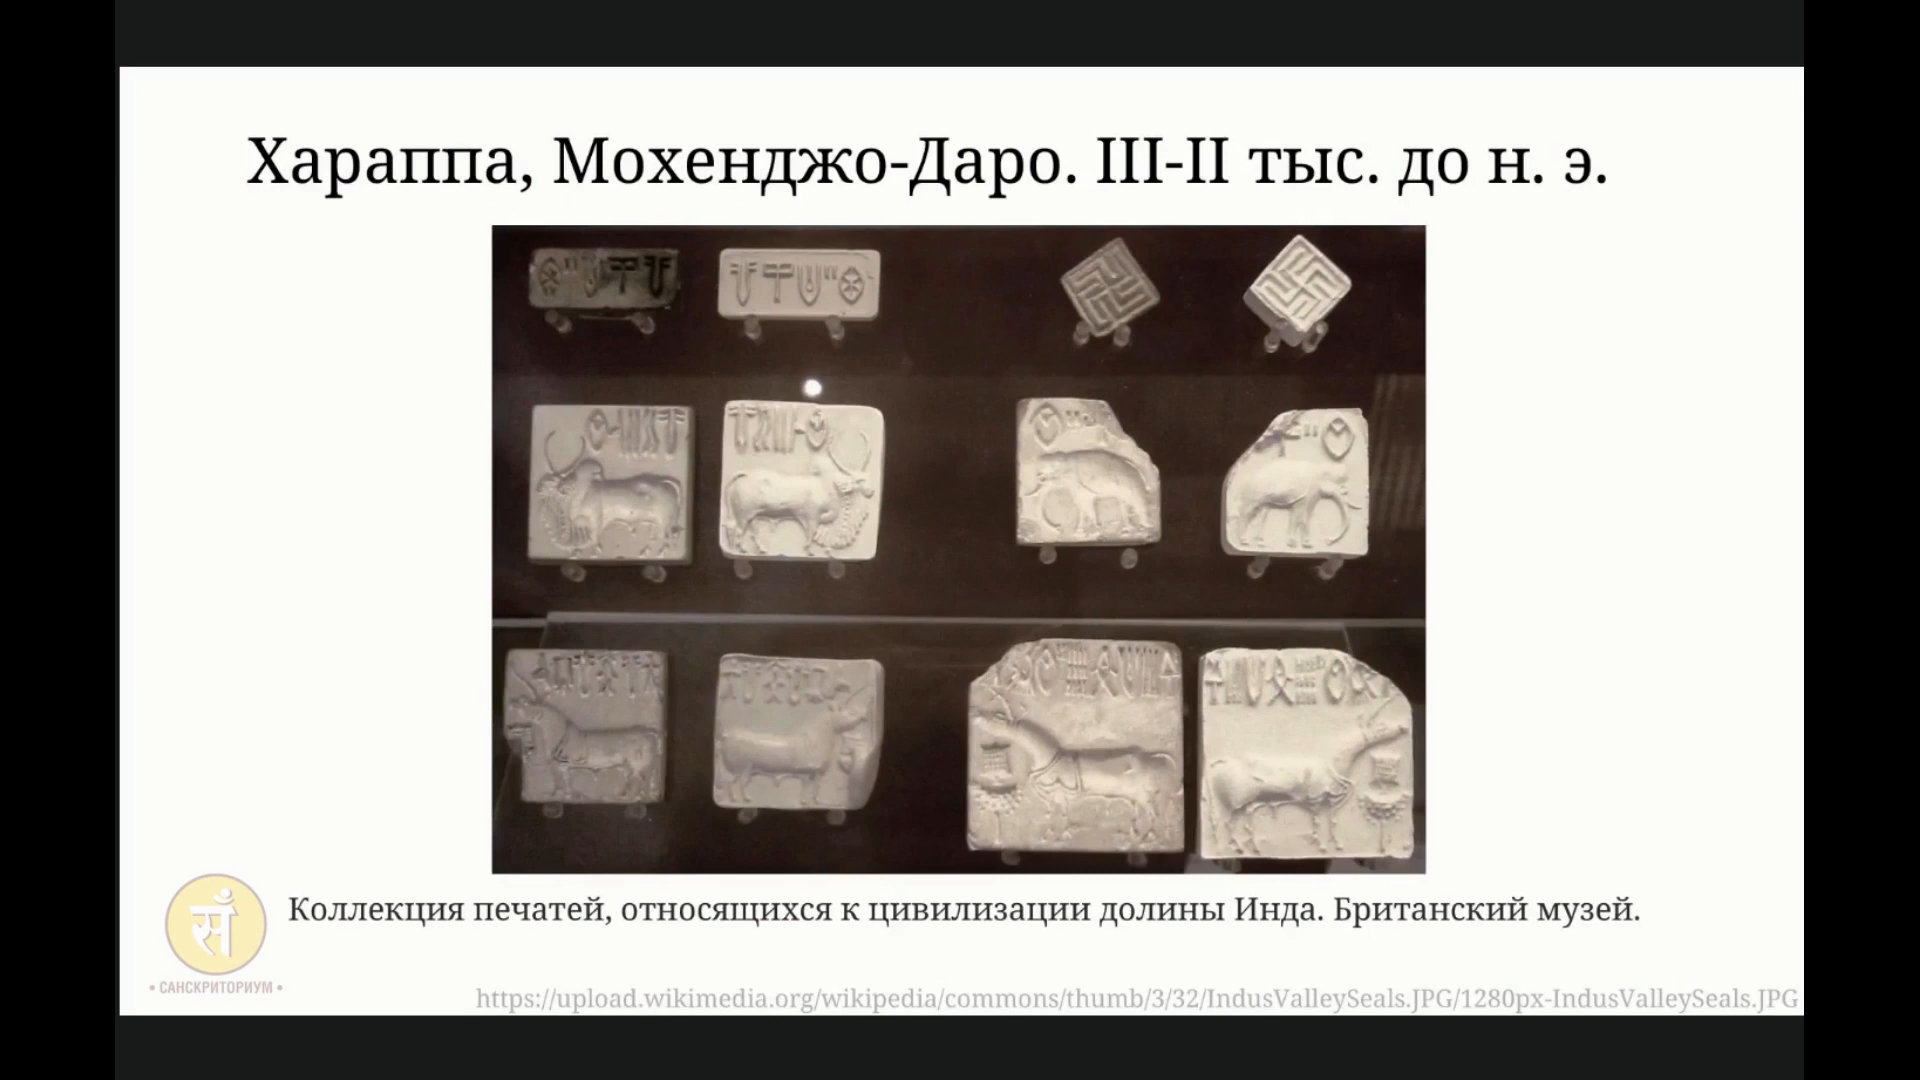 Хараппа, Мохенджо-Даро. III-II тыс. до н. э.
Коллекция печатей, относящихся к цивилизации долины Инда. Британский музей.
सँ
• САНСКРИТОРИУМ •
https://upload.wikimedia.org/wikipedia/commons/thumb/3/32/IndusValleySeals.JPG/1280px-IndusValleySeals.JPG